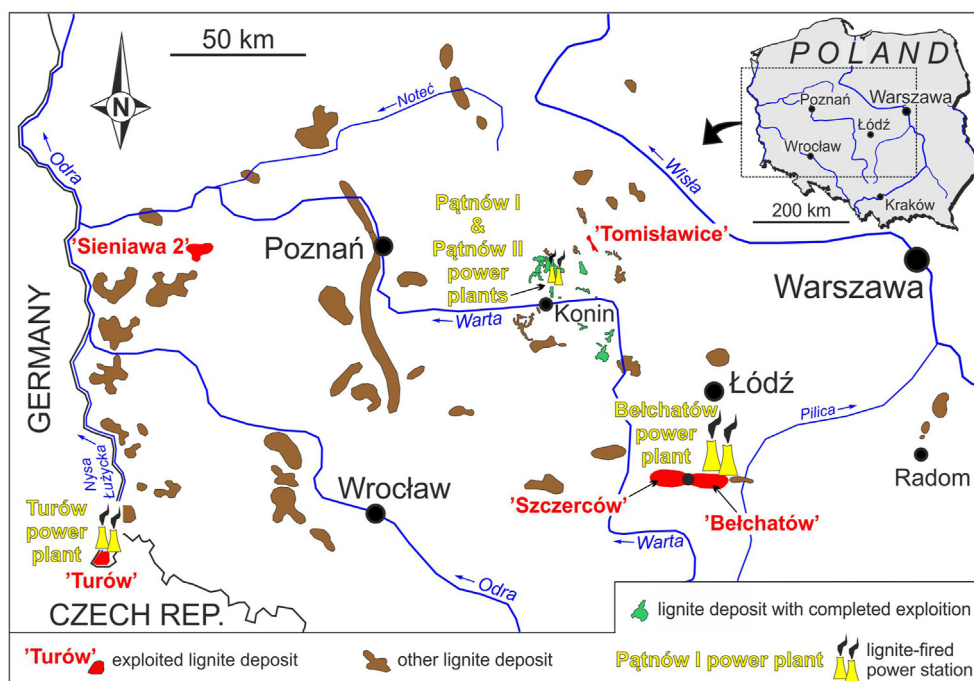 50 km
N
POLAND
Poznań
Warszawa
Łódź
Wrocław
Kraków
200 km
Noteć
Odra
Wisła
'Sieniawa 2'
Poznań
Pątnów I
&
Pątnów II
power
plants
'Tomisławice'
Warszawa
Konin
Warta
GERMANY
Łódź
Bełchatów
power
plant
Pilica
Radom
Nysa
Łużycka
Wrocław
'Szczerców'
'Bełchatów'
Turów
power
plant
'Turów'
Warta
Odra
CZECH REP.
lignite deposit with completed exploition
'Turów' exploited lignite deposit
other lignite deposit
Pątnów I power plant
lignite-fired
power station